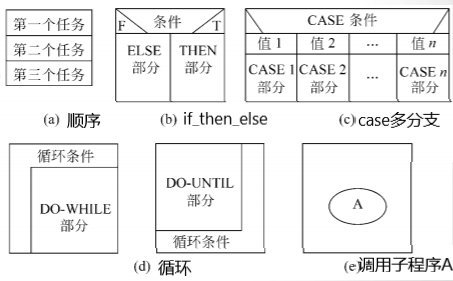 第一个任务
第二个任务
第三个任务
(a) 顺序
F 条件 T
ELSE 部分
THEN 部分
(b) if_then_else
CASE 条件
值 1 值 2 ... 值 n
CASE 1 部分
CASE 2 部分
...
CASE n 部分
(c) case多分支
循环条件
DO-WHILE
部分
DO-UNTIL
部分
循环条件
(d) 循环
A
(e)调用子程序A